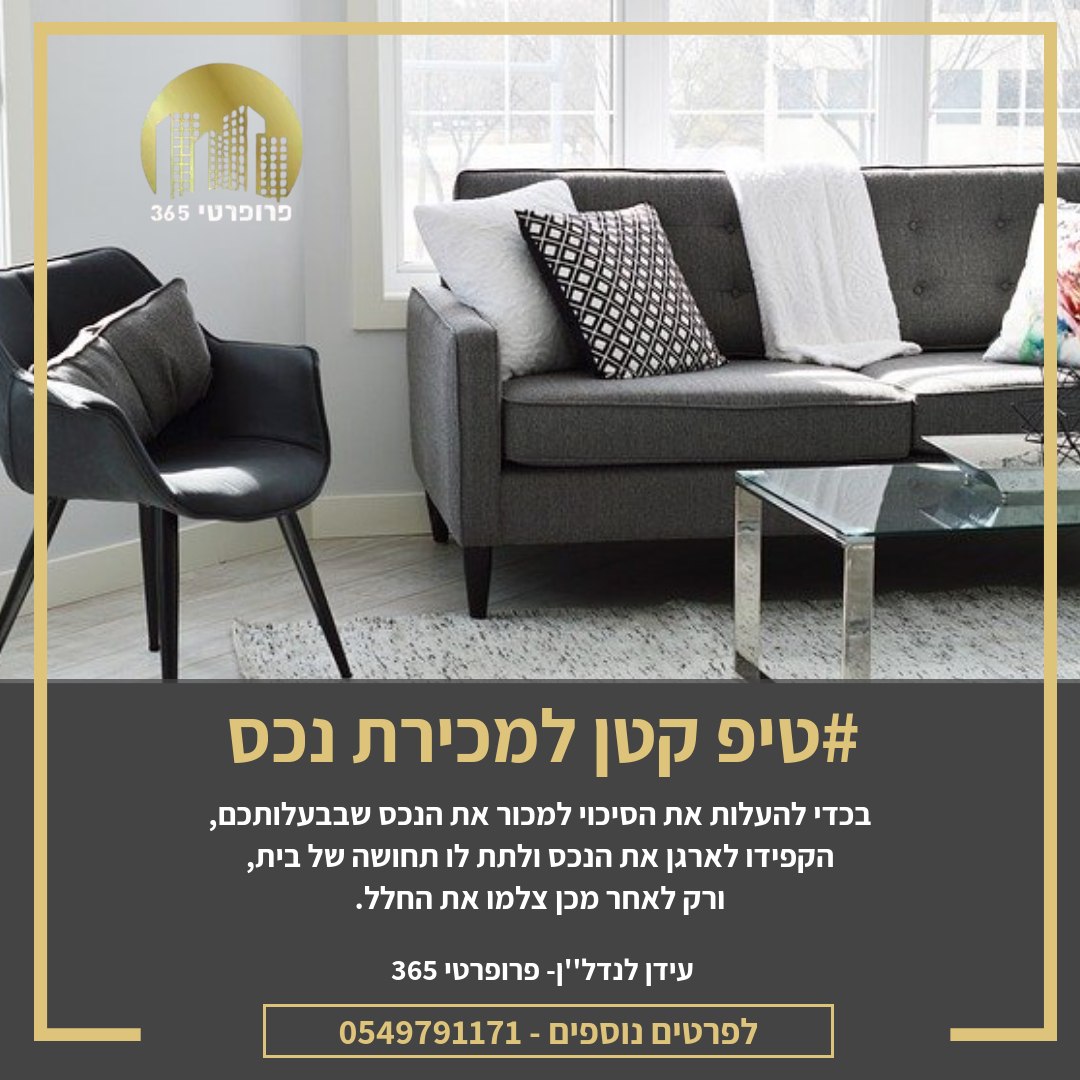 פרופרטי 365
#טיפ קטן למכירת נכס
בכדי להעלות את הסיכוי למכור את הנכס שבבעלותכם,
הקפידו לארגן את הנכס ולתת לו תחושה של בית,
ורק לאחר מכן צלמו את החלל.
עידן לנדל''ן- פרופרטי 365
לפרטים נוספים - 0549791171